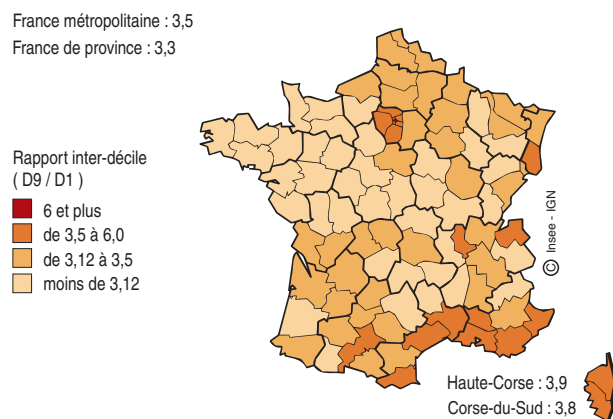 France métropolitaine : 3,5
France de province : 3,3
Rapport inter-décile
( D9 / D1 )
6 et plus
de 3,5 à 6,0
de 3,12 à 3,5
moins de 3,12
© Insee - IGN
Haute-Corse : 3,9
Corse-du-Sud : 3,8